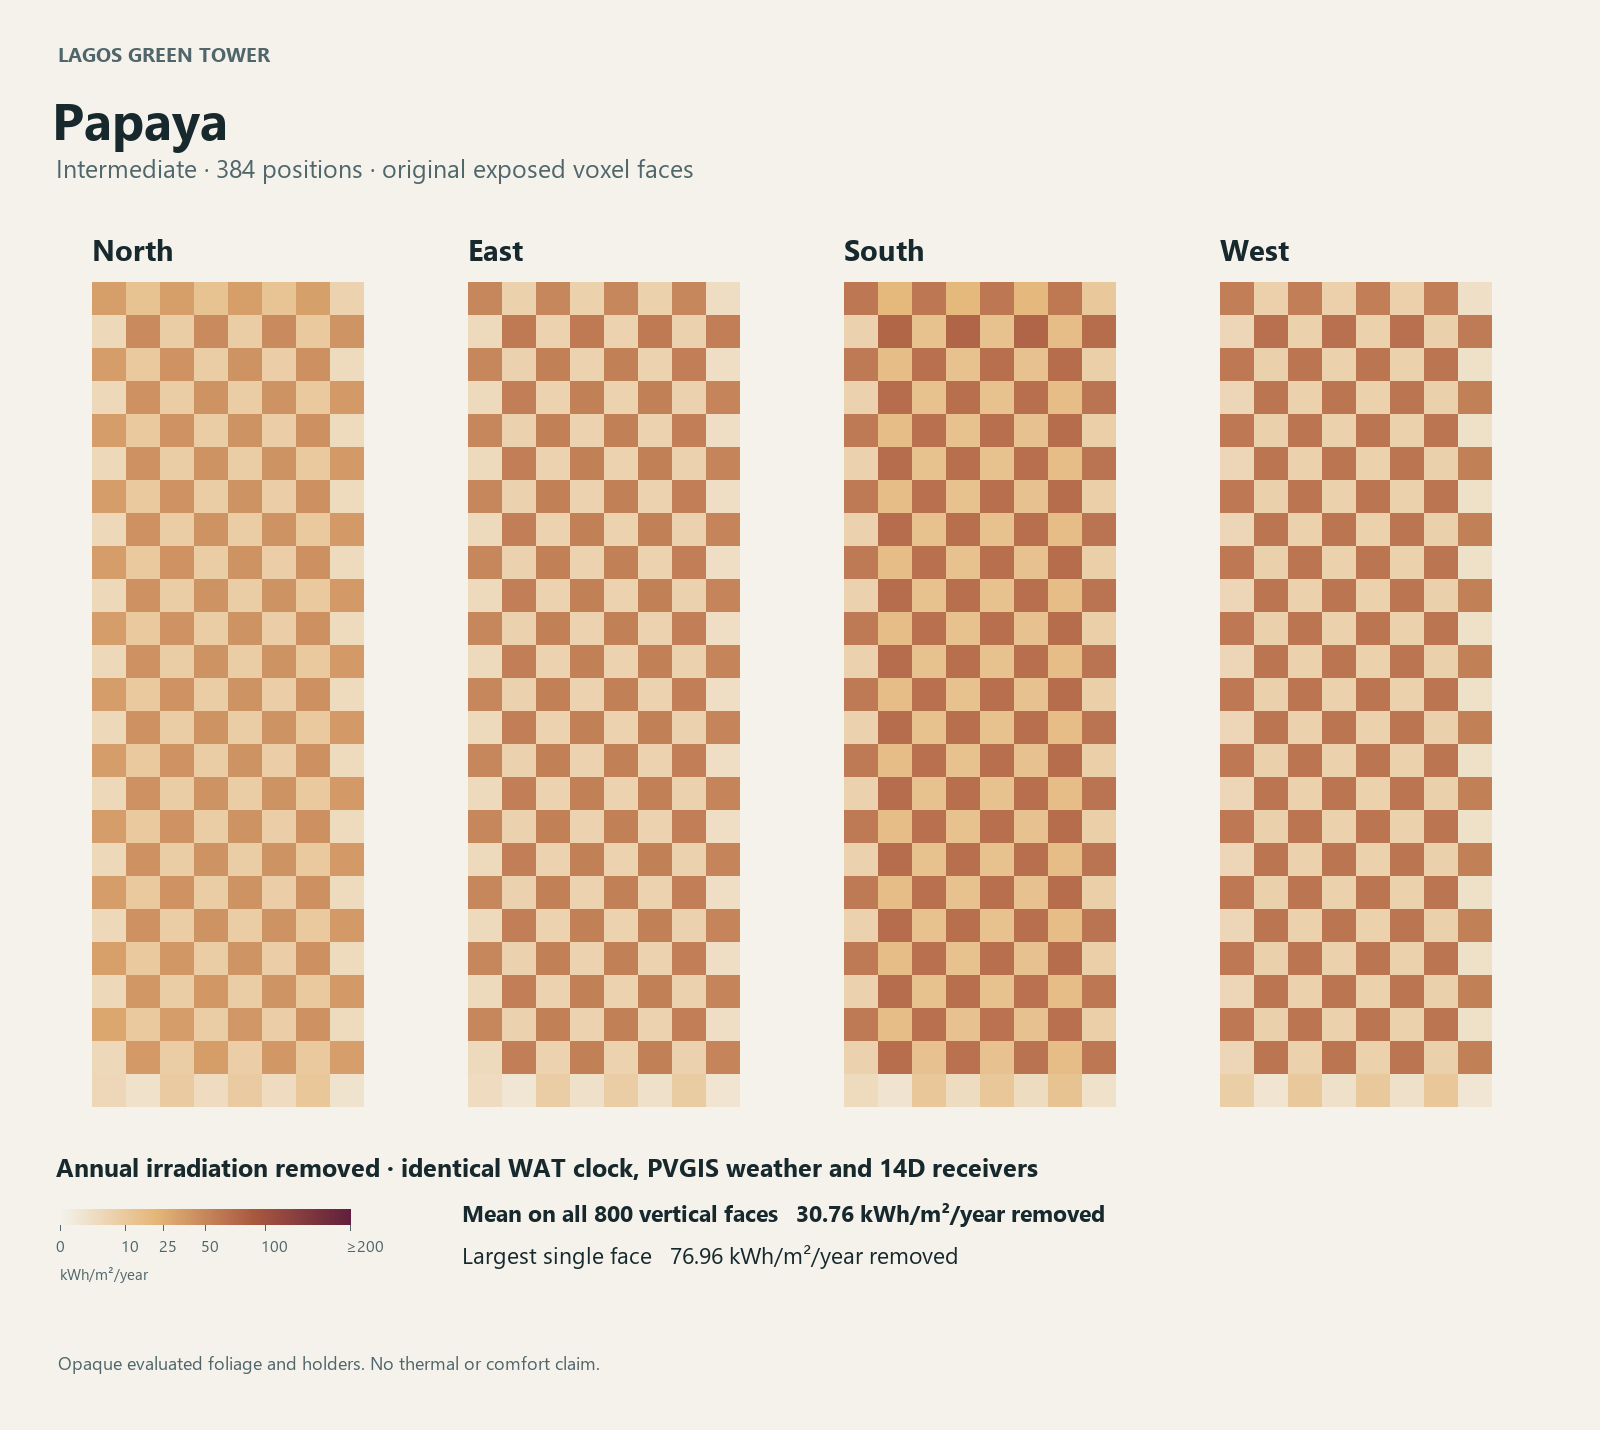 LAGOS GREEN TOWER
Papaya
Intermediate · 384 positions · original exposed voxel faces
North East South West
Annual irradiation removed · identical WAT clock, PVGIS weather and 14D receivers
Mean on all 800 vertical faces 30.76 kWh/m²/year removed
0 10 25 50 100 ≥200
Largest single face 76.96 kWh/m²/year removed
kWh/m²/year
Opaque evaluated foliage and holders. No thermal or comfort claim.